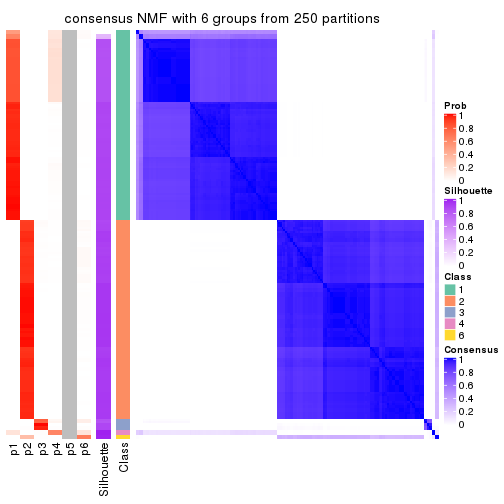 consensus NMF with 6 groups from 250 partitions
Prob
1
0.8
0.6
0.4
0.2
0
Silhouette
1
0.8
0.6
0.4
0.2
0
Class
1
2
3
4
6
Consensus
1
0.8
0.6
0.4
0.2
0
p1
p2
p3
p4
p5
p6
Silhouette
Class